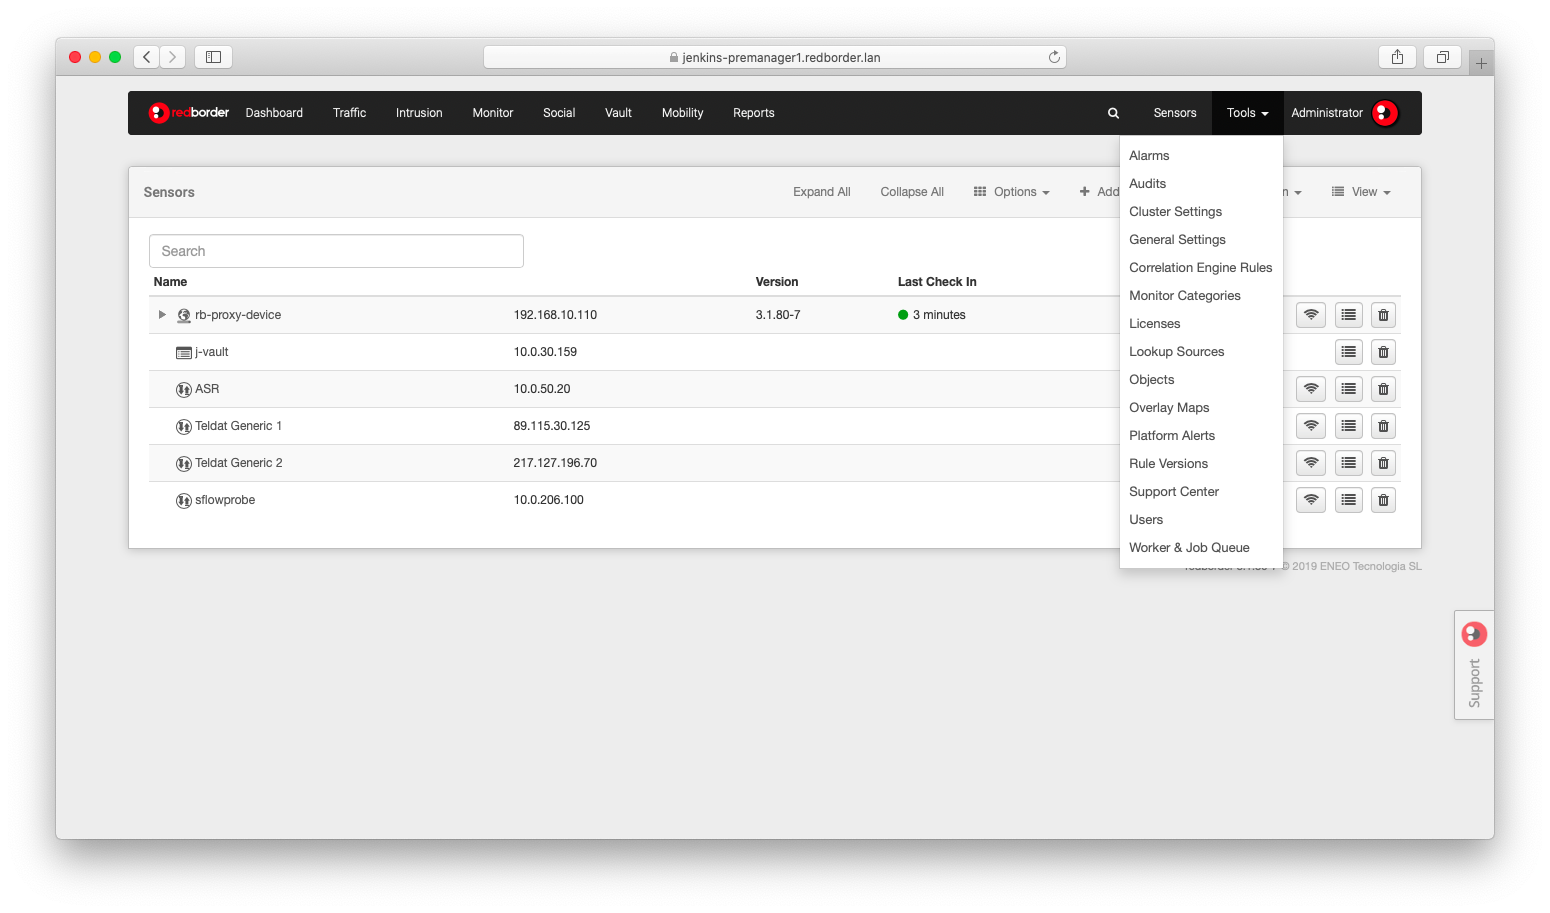 jenkins-premanager1.redborder.lan
redborder Dashboard Traffic Intrusion Monitor Social Vault Mobility Reports Sensors Tools Administrator
Alarms
Audits
Cluster Settings
General Settings
Correlation Engine Rules
Monitor Categories
Licenses
Lookup Sources
Objects
Overlay Maps
Platform Alerts
Rule Versions
Support Center
Users
Worker & Job Queue
Sensors Expand All Collapse All Options Add n View
Search
Name Version Last Check In
rb-proxy-device 192.168.10.110 3.1.80-7 3 minutes
j-vault 10.0.30.159
ASR 10.0.50.20
Teldat Generic 1 89.115.30.125
Teldat Generic 2 217.127.196.70
sflowprobe 10.0.206.100
© 2019 ENEO Tecnologia SL
Support